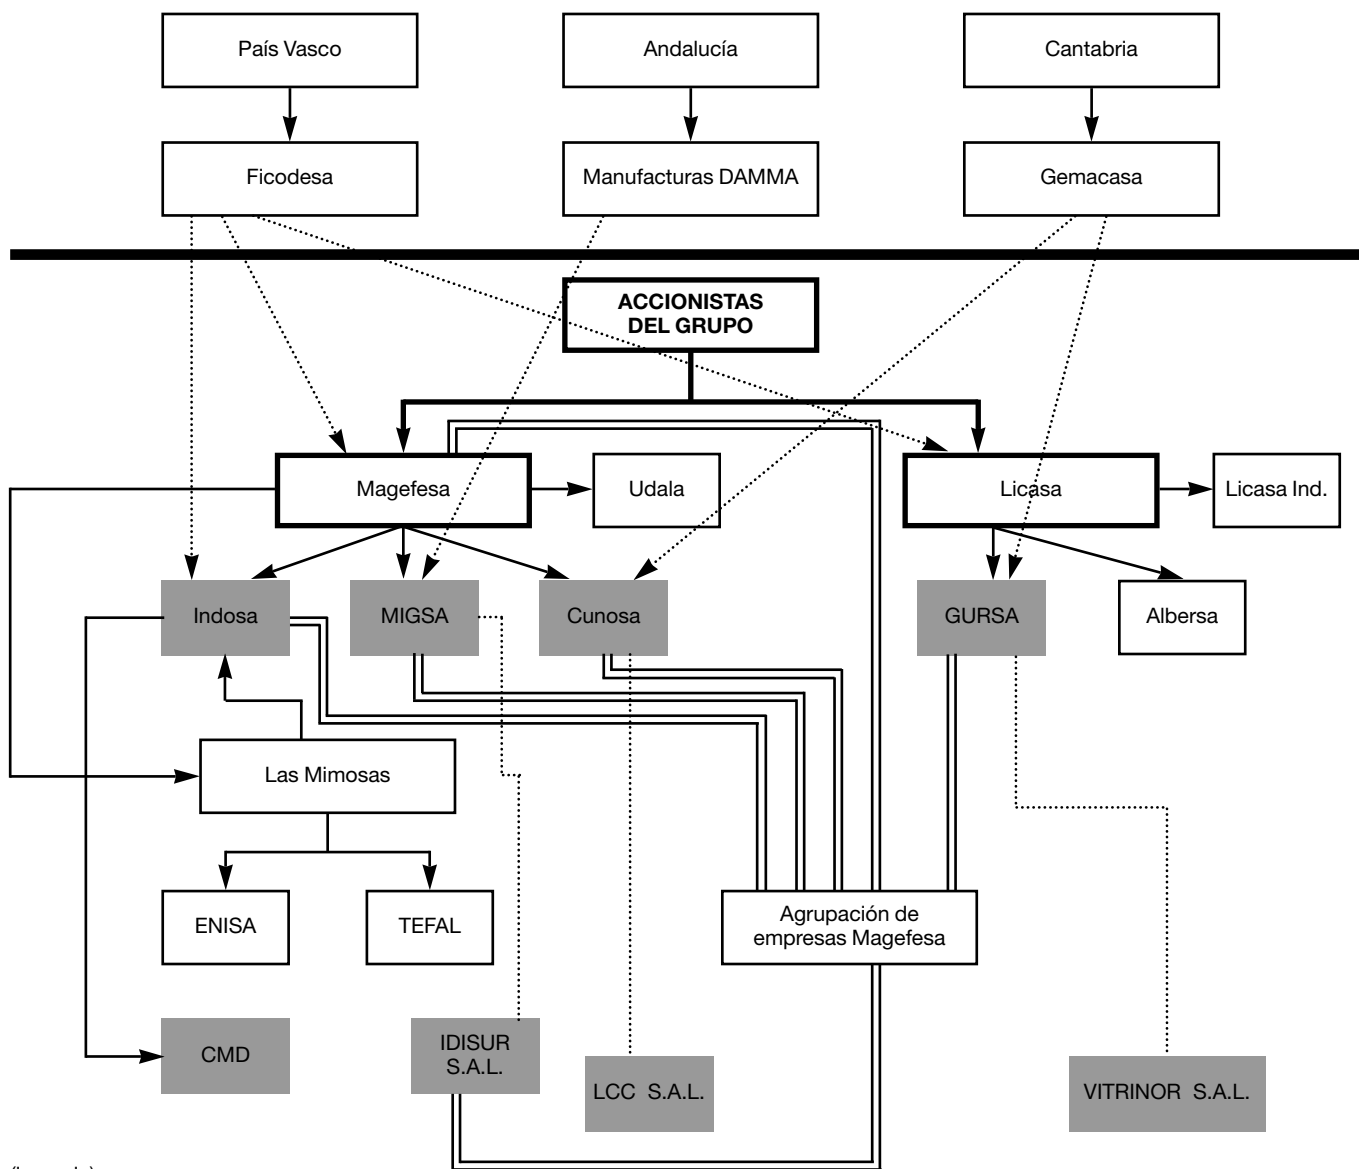 País Vasco
Andalucía
Cantabria
Ficodesa
Manufacturas DAMMA
Gemacasa
ACCIONISTAS
DEL GRUPO
Magefesa
Udala
Licasa
Licasa Ind.
Indosa
MIGSA
Cunosa
GURSA
Albersa
Las Mimosas
ENISA
TEFAL
Agrupación de
empresas Magefesa
CMD
IDISUR
S.A.L.
LCC S.A.L.
VITRINOR S.A.L.